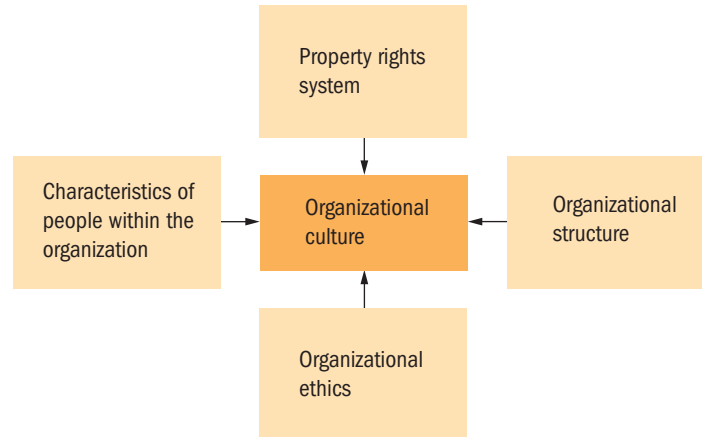 Property rights
system
Characteristics of
people within the
organization
Organizational
culture
Organizational
structure
Organizational
ethics